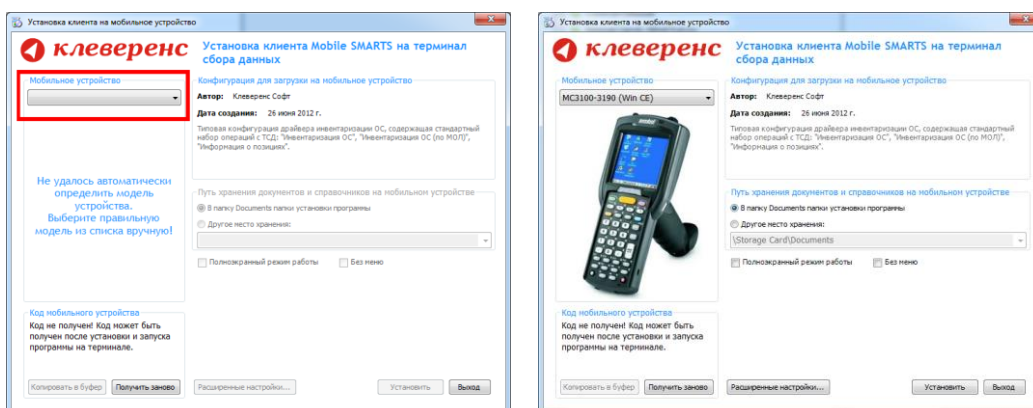 Установка клиента на мобильное устройство
клеверенс
Установка клиента Mobile SMARTS на терминал
сбора данных
Мобильное устройство
Конфигурация для загрузки на мобильное устройство
Автор: Клеверенс Софт
Дата создания: 26 июня 2012 г.
Типовая конфигурация драйвера инвентаризации ОС, содержащая стандартный
набор операций с ТСД: "Инвентаризация ОС", "Инвентаризация ОС (по МОЛ)",
"Информация о позициях".
Не удалось автоматически
определить модель
устройства.
Выберите правильную
модель из списка вручную!
Путь хранения документов и справочников на мобильном устройстве
В папку Documents папки установки программы
Другое место хранения:
Полноэкранный режим работы
Без меню
Код мобильного устройства
Код не получен! Код может быть
получен после установки и запуска
программы на терминале.
Копировать в буфер
Получить заново
Расширенные настройки...
Установить
Выход
Установка клиента на мобильное устройство
клеверенс
Установка клиента Mobile SMARTS на терминал
сбора данных
Мобильное устройство
MC3100-3190 (Win CE)
Конфигурация для загрузки на мобильное устройство
Автор: Клеверенс Софт
Дата создания: 26 июня 2012 г.
Типовая конфигурация драйвера инвентаризации ОС, содержащая стандартный
набор операций с ТСД: "Инвентаризация ОС", "Инвентаризация ОС (по МОЛ)",
"Информация о позициях".
Путь хранения документов и справочников на мобильном устройстве
В папку Documents папки установки программы
Другое место хранения:
\Storage Card\Documents
Полноэкранный режим работы
Без меню
Код мобильного устройства
Код не получен! Код может быть
получен после установки и запуска
программы на терминале.
Копировать в буфер
Получить заново
Расширенные настройки...
Установить
Выход